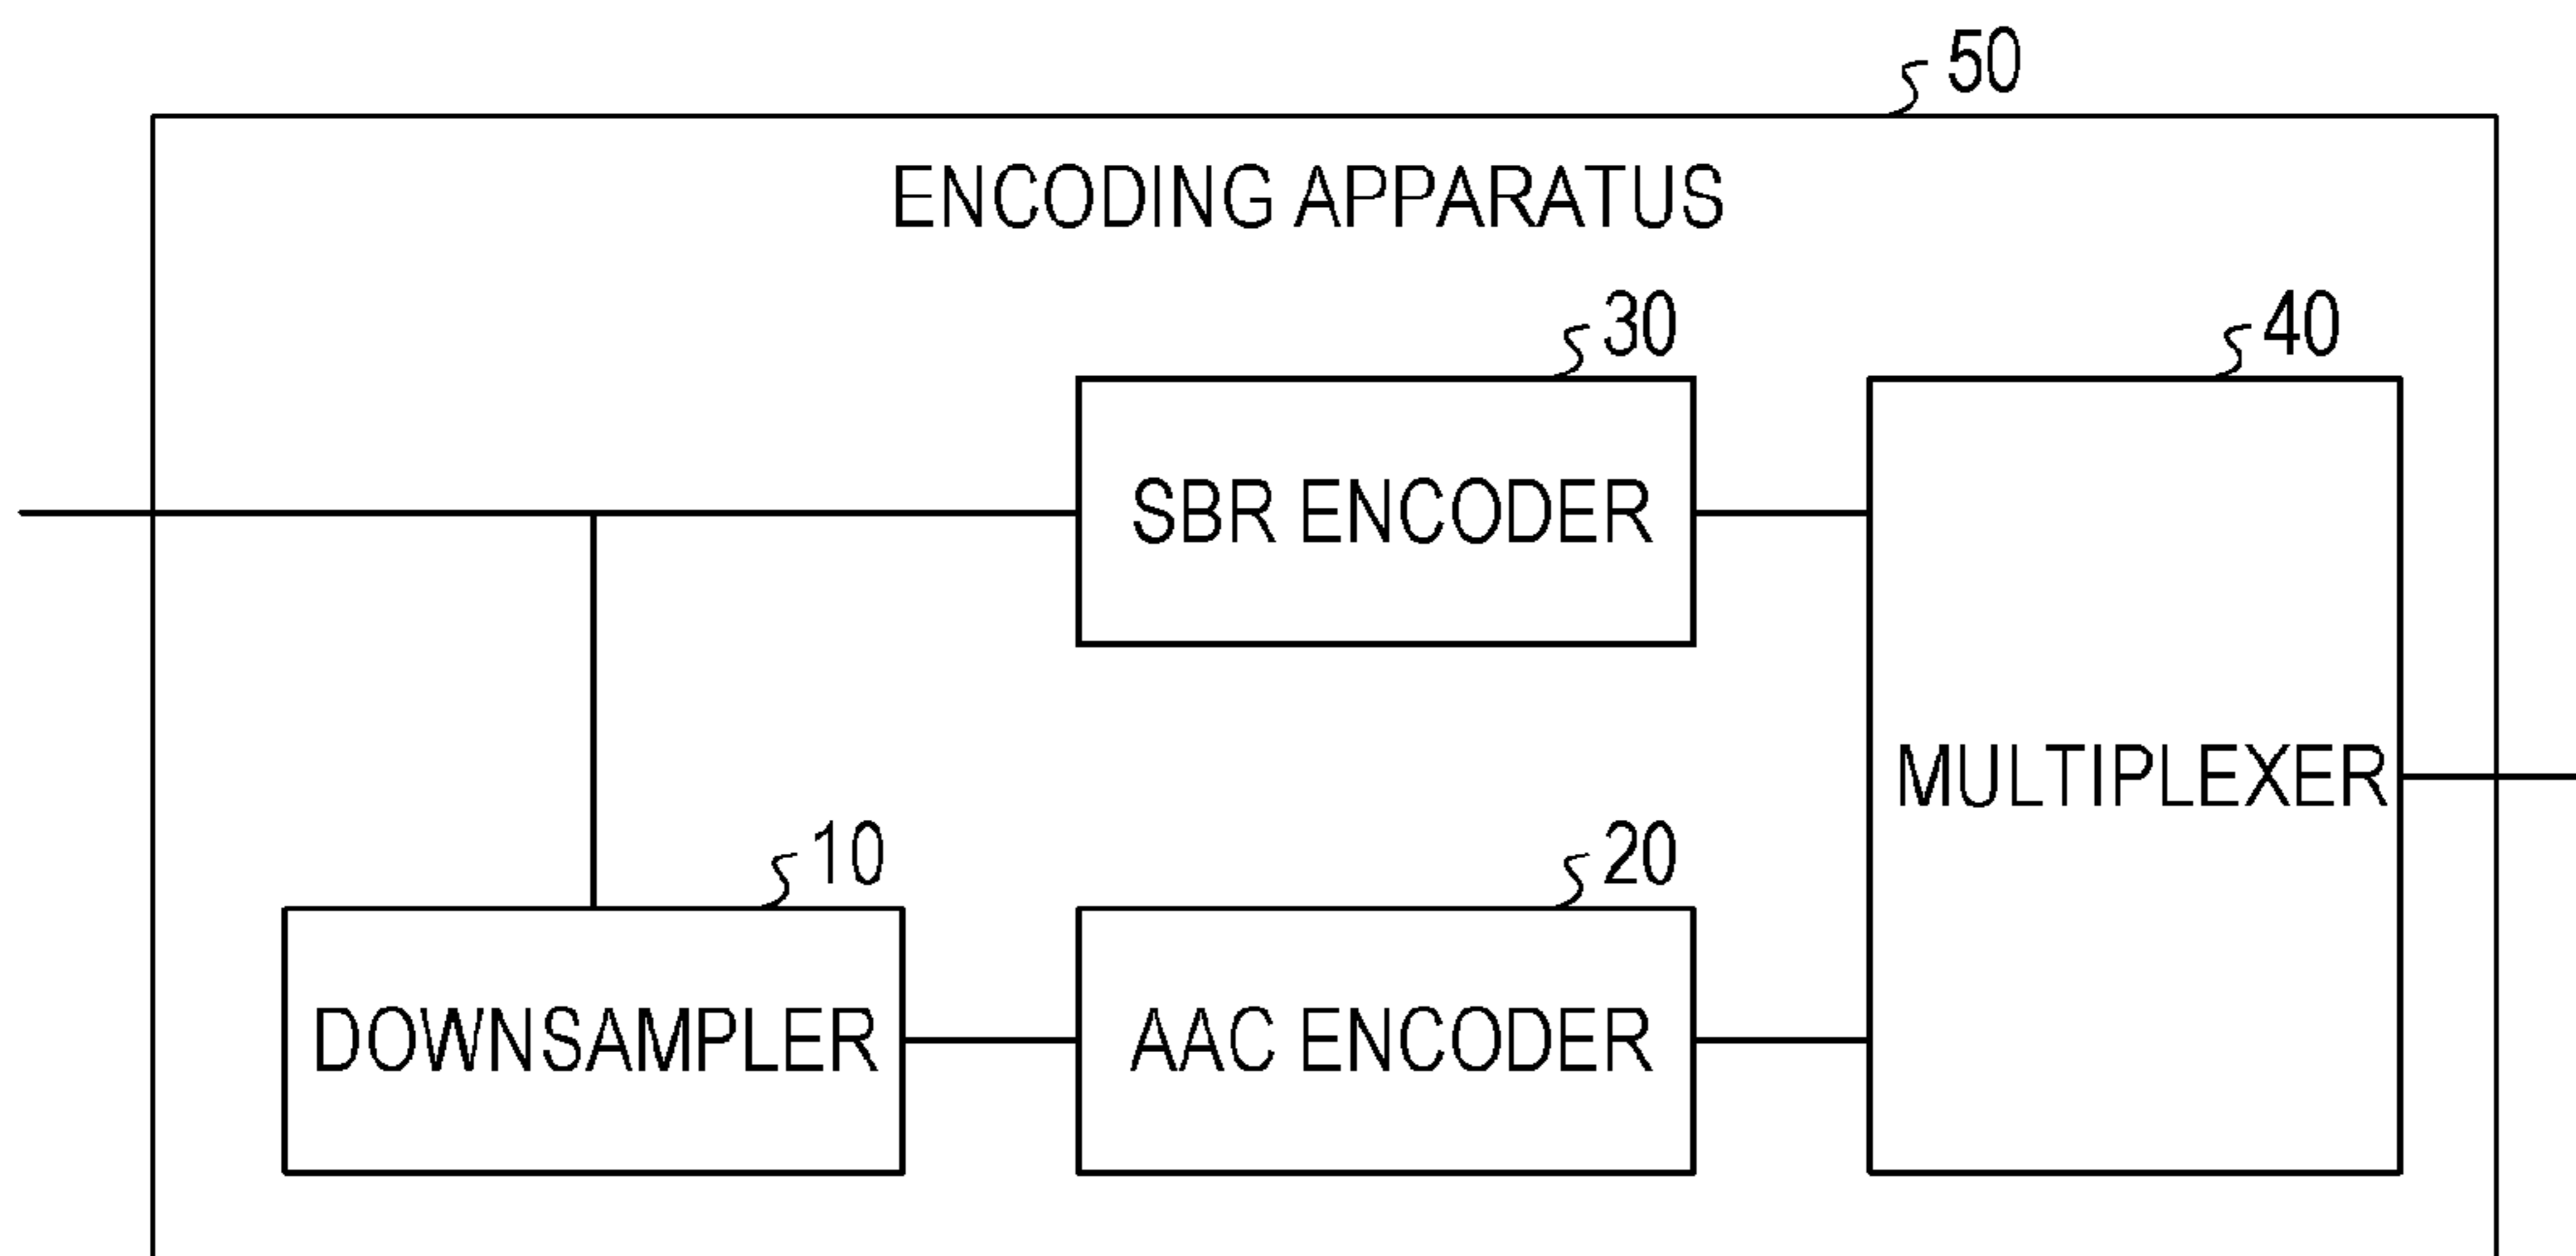 50
ENCODING APPARATUS
30
40
SBR ENCODER
MULTIPLEXER
10
20
DOWNSAMPLER
AAC ENCODER